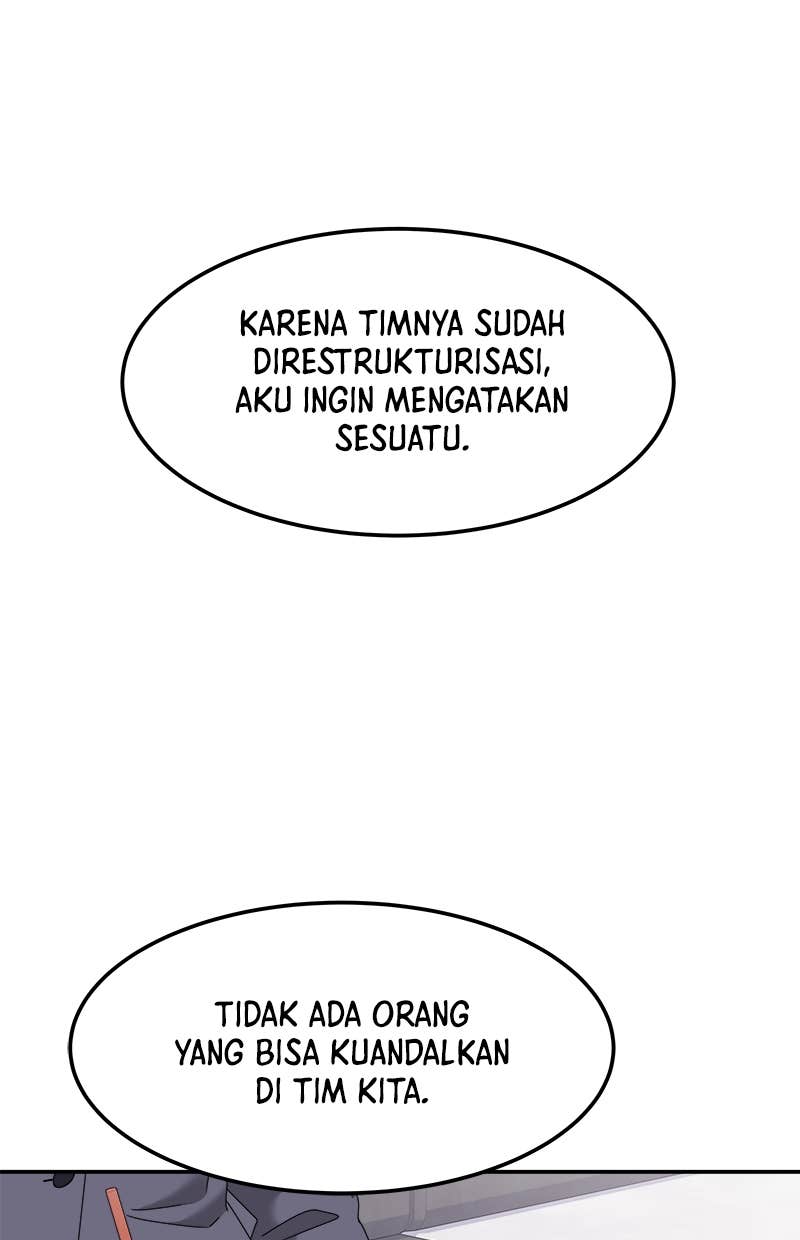 KARENA TIMNYA SUDAH
DIRESTRUKTURISASI,
AKU INGIN MENGATAKAN
SESUATU.
TIDAK ADA ORANG
YANG BISA KUANDALKAN
DI TIM KITA.